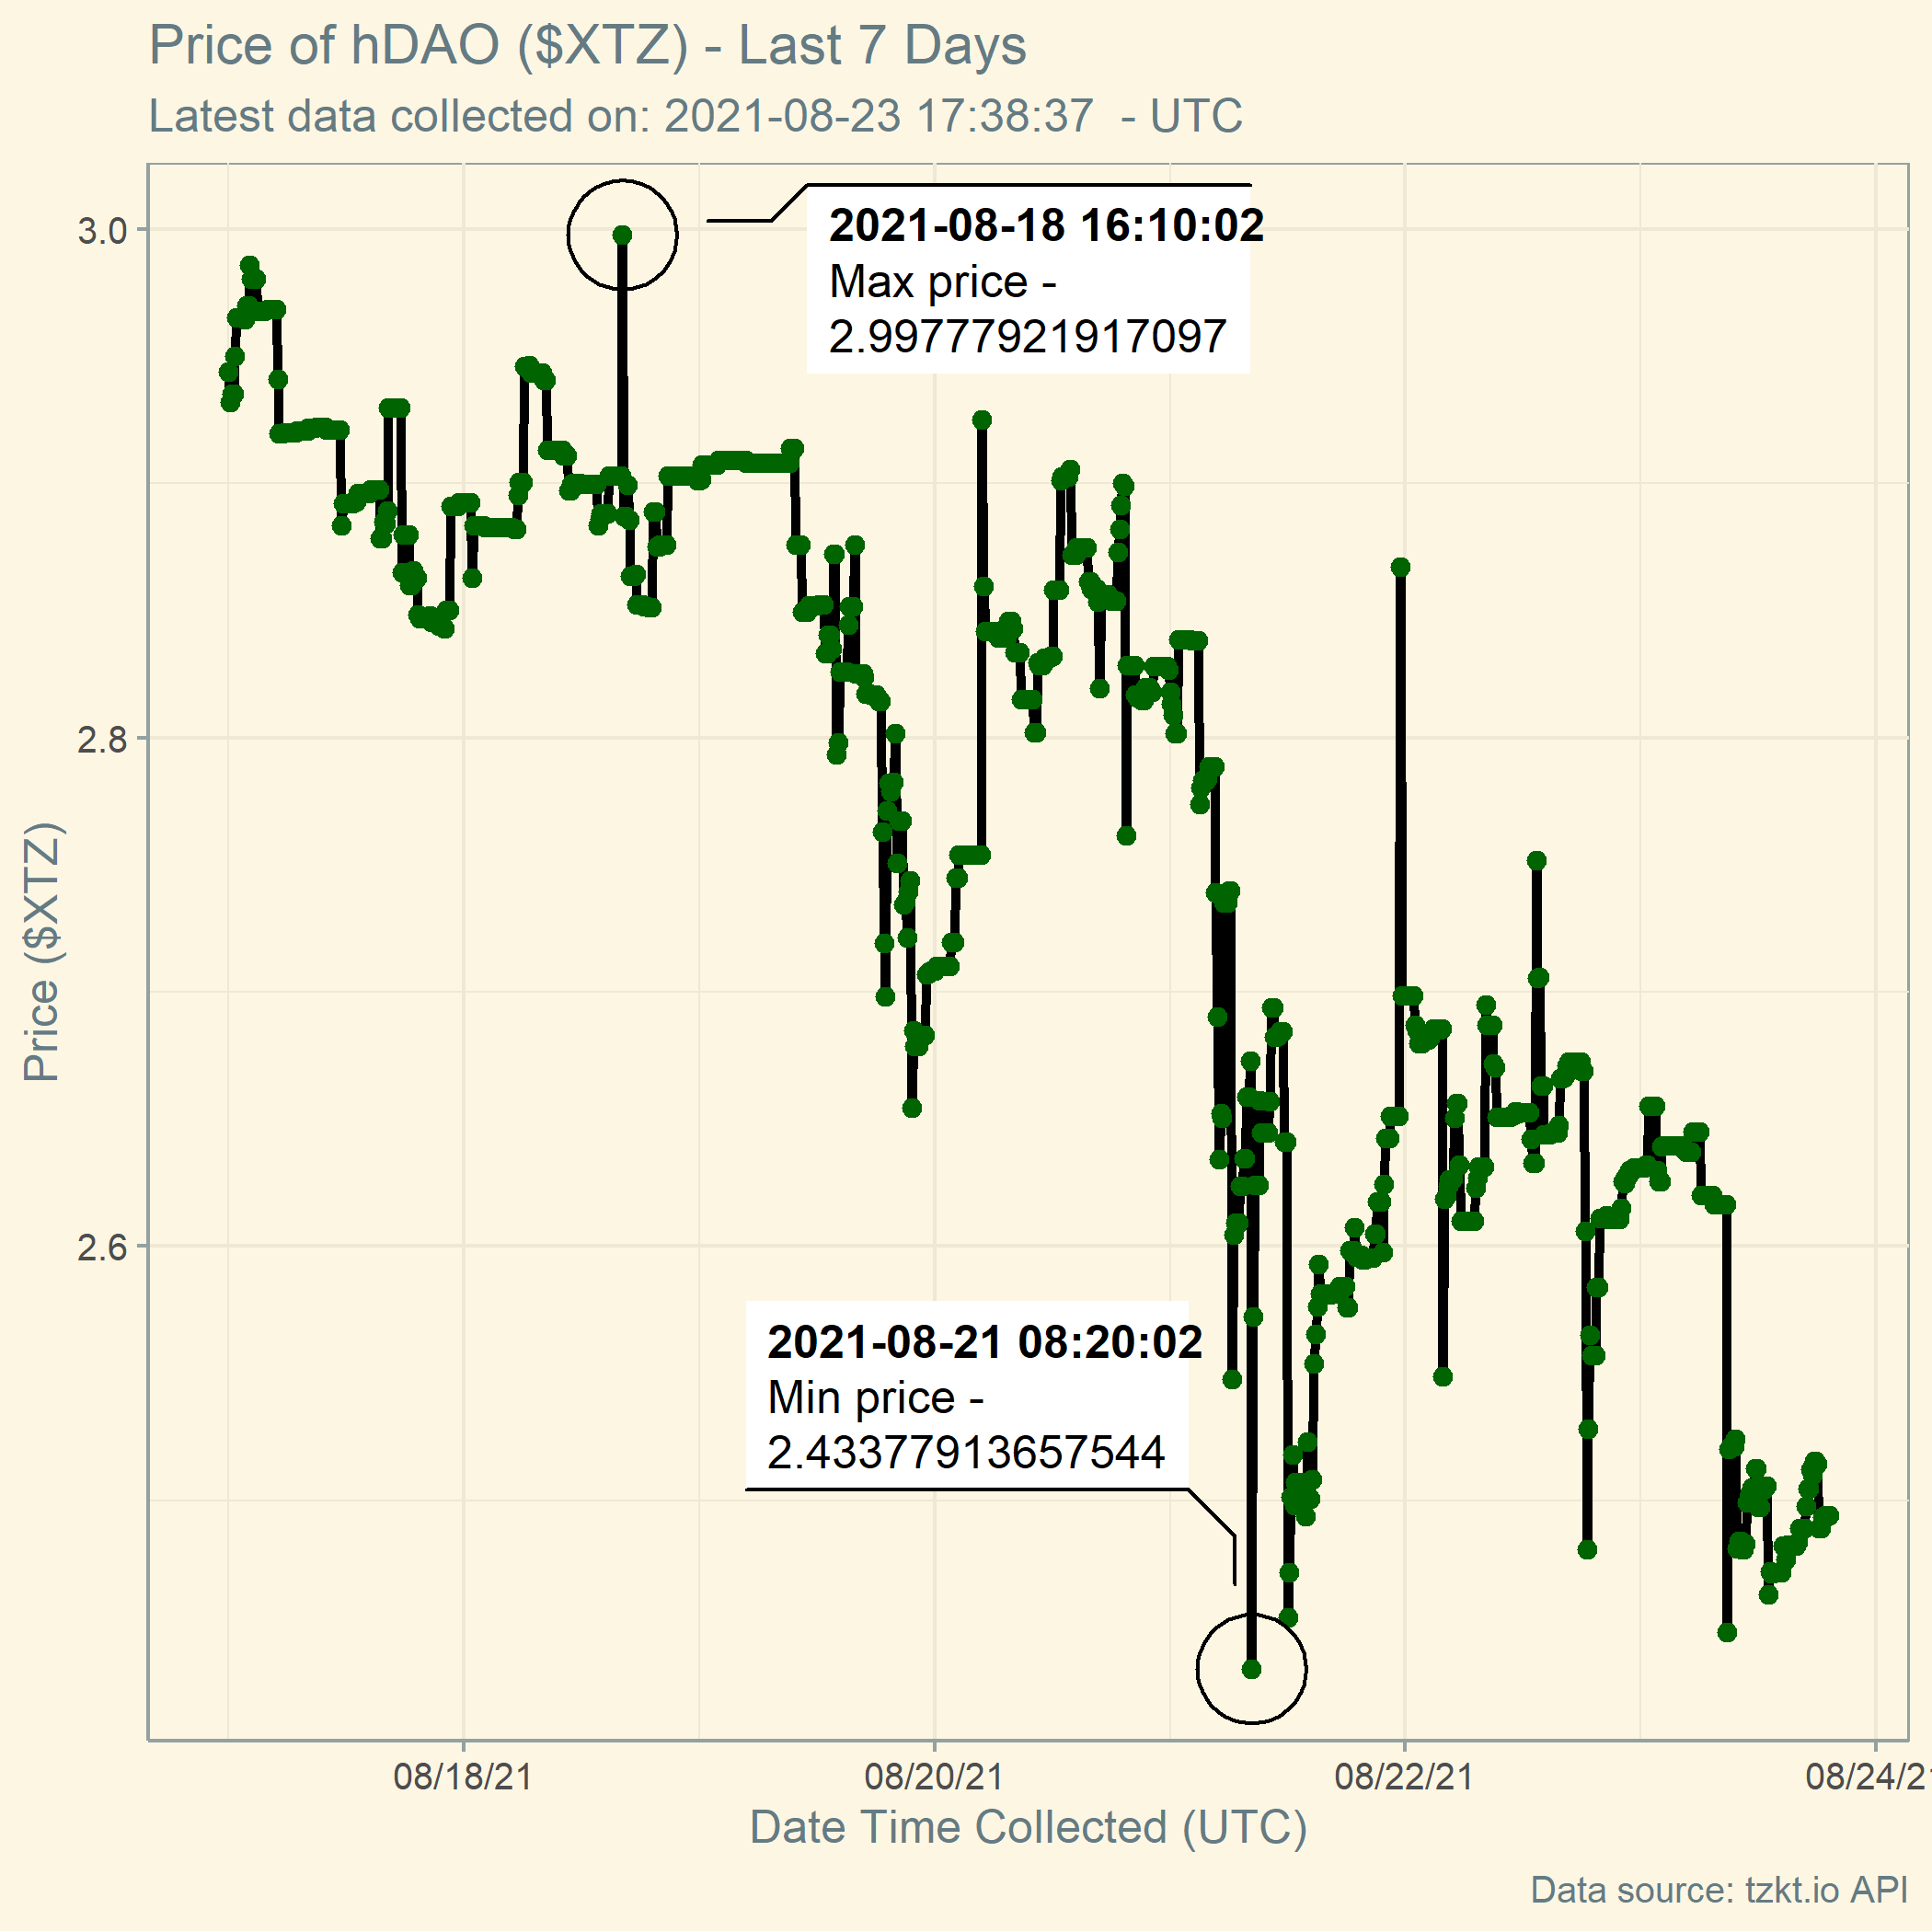 Price of hDAO ($XTZ) - Last 7 Days
Latest data collected on: 2021-08-23 17:38:37  - UTC
2021-08-18 16:10:02
Max price -
2.99777921917097
3.0
2.8
2.6
Price ($XTZ)
2021-08-21 08:20:02
Min price -
2.43377913657544
08/18/21
08/20/21
08/22/21
08/24/21
Date Time Collected (UTC)
Data source: tzkt.io API